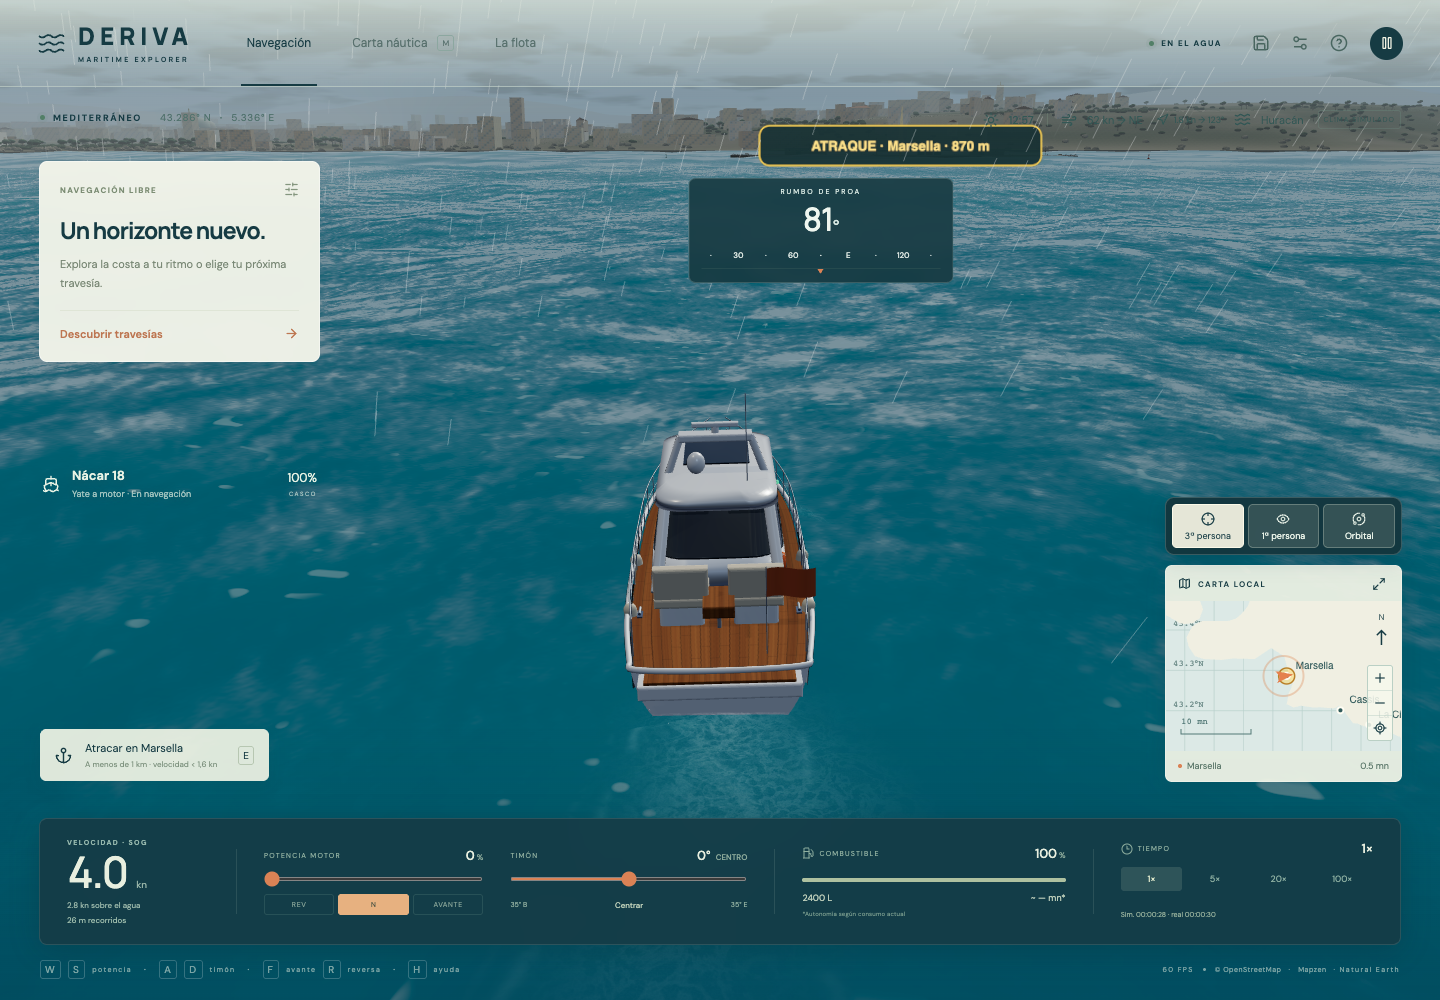 DERIVA
MARITIME EXPLORER
Navegación
Carta náutica M
La flota
EN EL AGUA
MEDITERRÁNEO 43.286° N · 5.336° E
Huracán
ATRAQUE · Marsella · 870 m
RUMBO DE PROA
81°
· 30 · 60 · E · 120 ·
NAVEGACIÓN LIBRE
Un horizonte nuevo.
Explora la costa a tu ritmo o elige tu próxima
travesía.
Descubrir travesías
Nácar 18
Yate a motor · En navegación
100%
CASCO
3ª persona
1ª persona
Orbital
CARTA LOCAL
N
43.4°N
43.3°N
43.2°N
Marsella
10 mn
Marsella
0.5 mn
Atracar en Marsella
A menos de 1 km · velocidad < 1,6 kn
E
VELOCIDAD · SOG
4.0 kn
2.8 kn sobre el agua
26 m recorridos
POTENCIA MOTOR 0 %
REV N AVANTE
TIMÓN 0° CENTRO
35° B Centrar 35° E
COMBUSTIBLE 100 %
2400 L ~ — mn*
*Autonomía según consumo actual
TIEMPO 1×
1× 5× 20× 100×
Sim. 00:00:28 · real 00:00:30
W S potencia · A D timón · F avante R reversa · H ayuda
60 FPS • © OpenStreetMap · Mapzen · Natural Earth